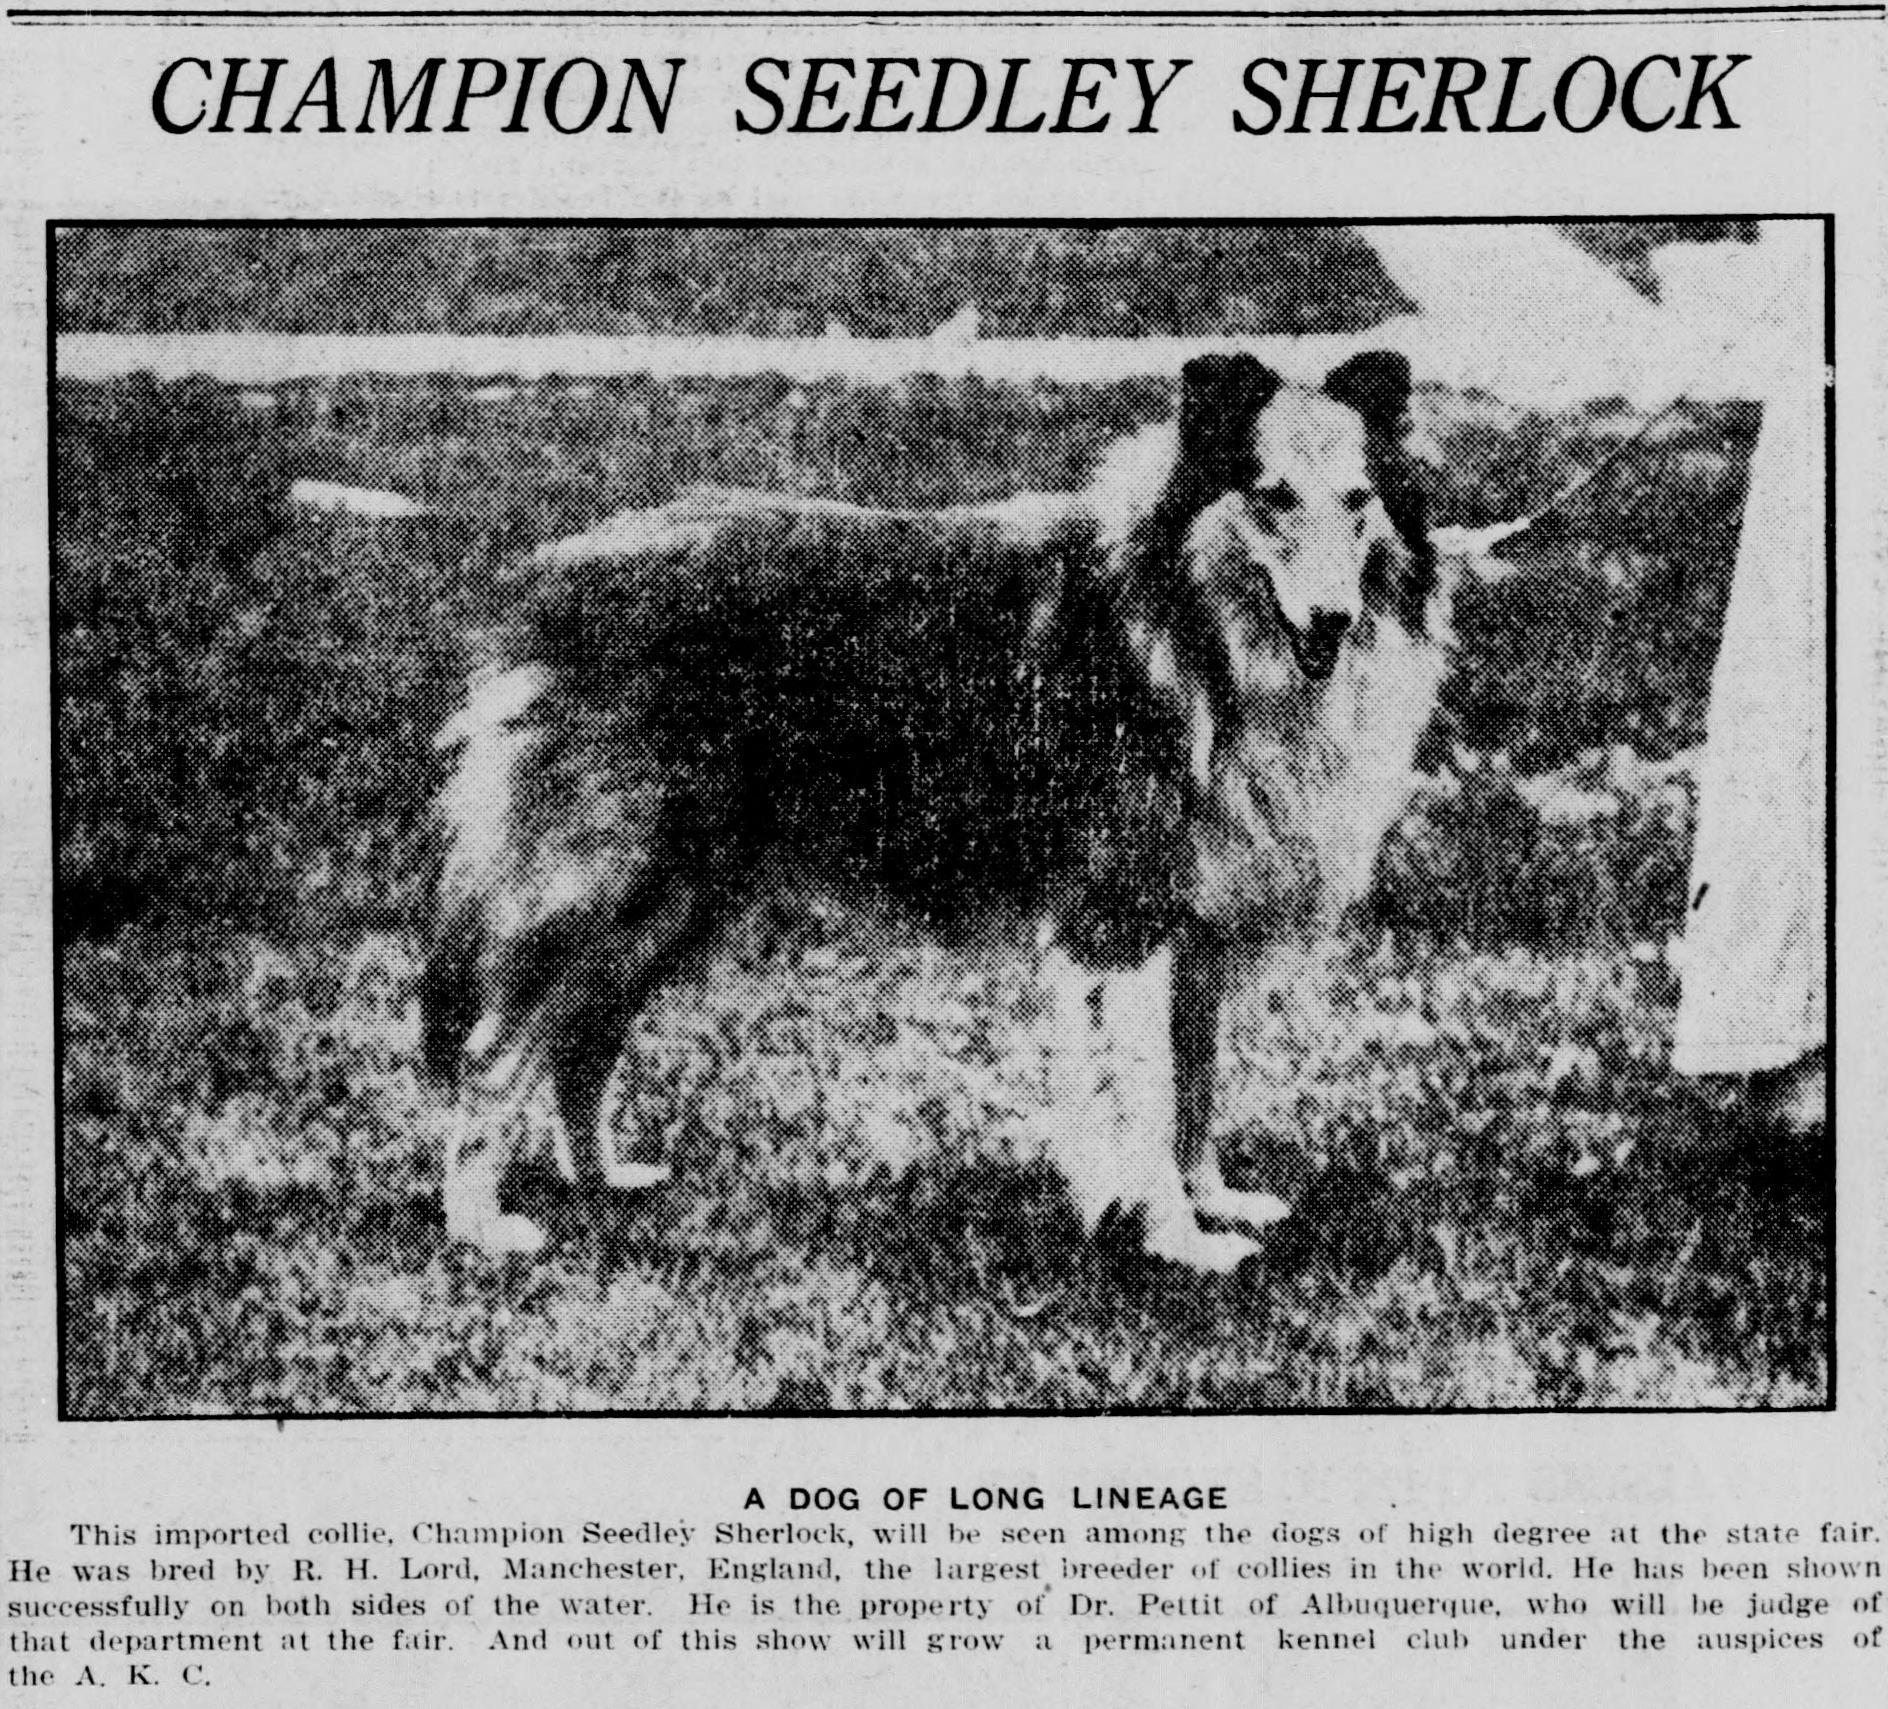 CHAMPION SEEDLEY SHERLOCK
A DOG OF LONG LINEAGE
This imported collie, Champion Seedley Sherlock, will be seen among the dogs of high degree at the state fair.
He was bred by R. H. Lord, Manchester, England, the largest breeder of collies in the world. He has been shown
successfully on both sides of the water. He is the property of Dr. Pettit of Albuquerque, who will be judge of
that department at the fair. And out of this show will grow a permanent kennel club under the auspices of
the A. K. C.